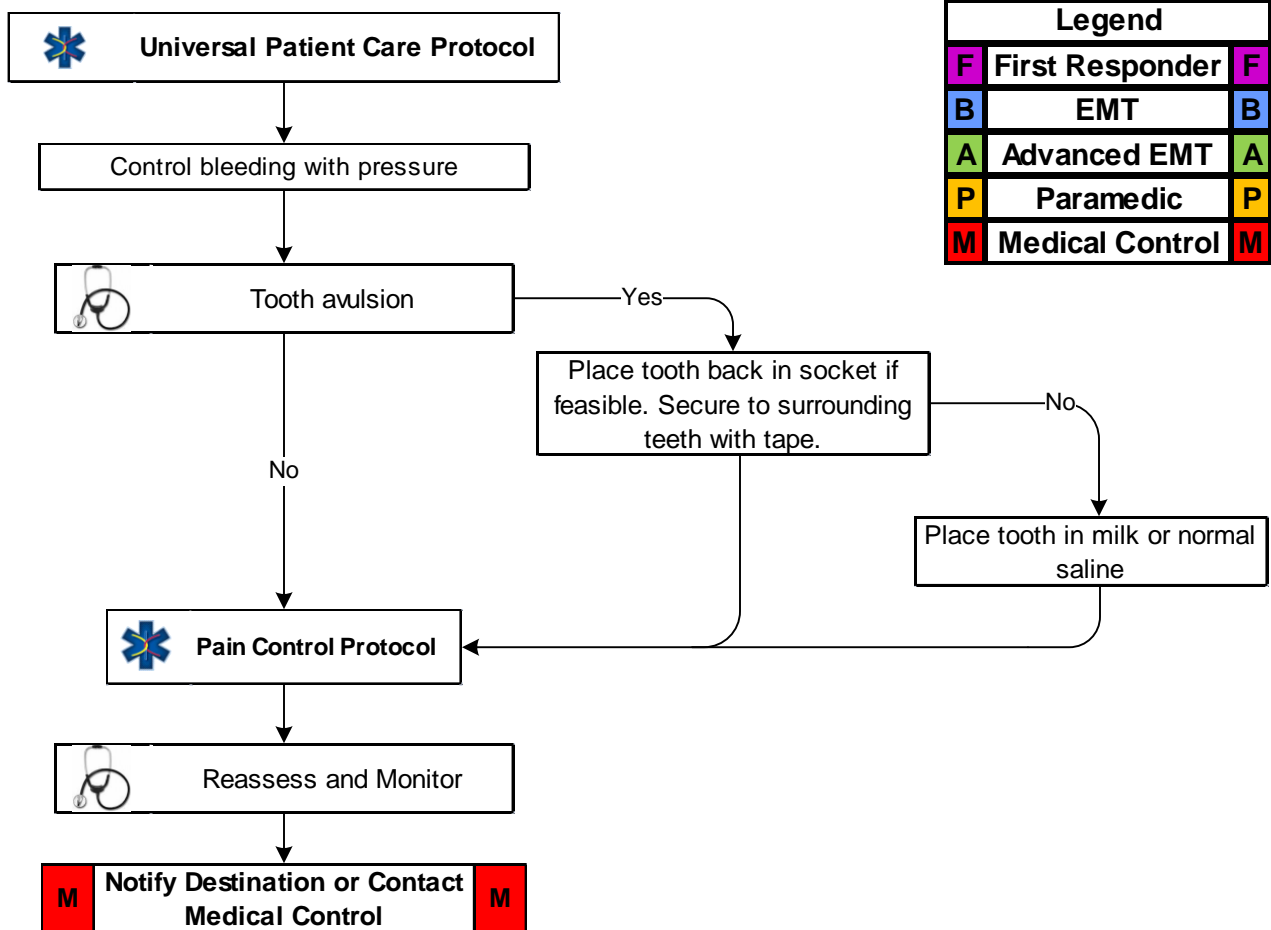 Universal Patient Care Protocol
Legend
F First Responder F
B EMT B
A Advanced EMT A
P Paramedic P
M Medical Control M
Control bleeding with pressure
Tooth avulsion
Yes
Place tooth back in socket if
feasible. Secure to surrounding
teeth with tape.
No
No
Place tooth in milk or normal
saline
Pain Control Protocol
Reassess and Monitor
M Notify Destination or Contact M
Medical Control